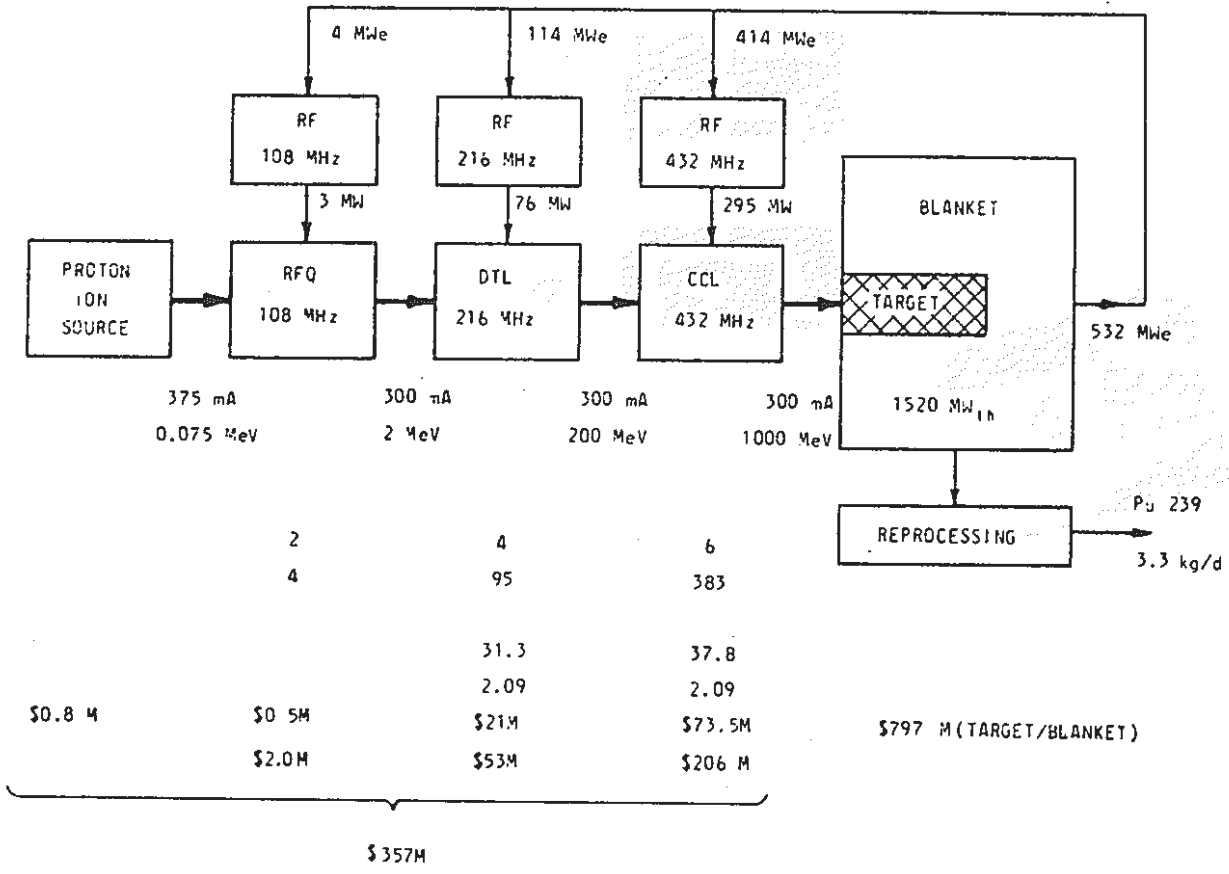 4 MWe
114 MWe
414 MWe
RF
108 MHz
RF
216 MHz
RF
432 MHz
3 MW
76 MW
295 MW
BLANKET
PROTON
ION
SOURCE
RFQ
108 MHz
DTL
216 MHz
CCL
432 MHz
TARGET
532 MWe
375 mA
0.075 MeV
300 mA
2 MeV
300 mA
200 MeV
300 mA
1000 MeV
1520 MWth
REPROCESSING
Pu 239
3.3 kg/d
2 4 6
4 95 383
31.3 37.8
2.09 2.09
$0.8 M $0 5M $21M $73.5M $797 M(TARGET/BLANKET)
$2.0M $53M $206 M
$357M